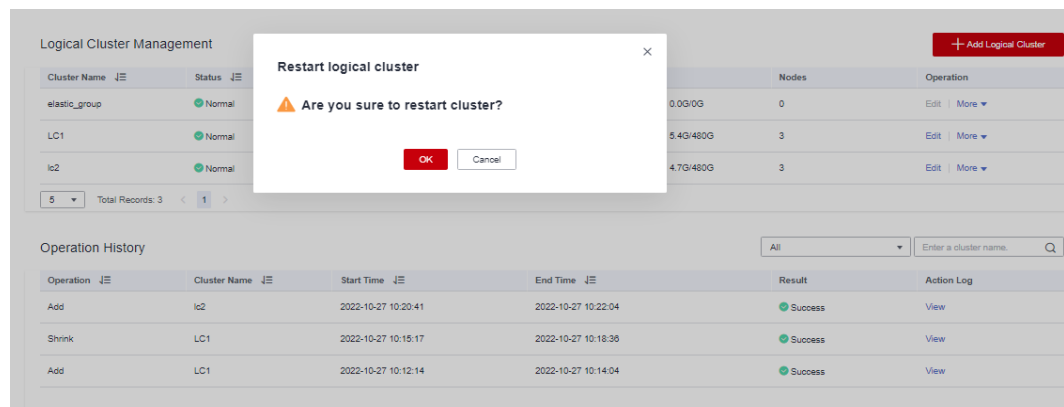 Logical Cluster Management
Add Logical Cluster
Restart logical cluster
Are you sure to restart cluster?
OK Cancel
Cluster Name Status Nodes Operation
elastic_group Normal 0.0G/0G 0 Edit More
LC1 Normal 5.4G/480G 3 Edit More
lc2 Normal 4.7G/480G 3 Edit More
5 Total Records: 3 < 1 >
Operation History All Enter a cluster name.
Operation Cluster Name Start Time End Time Result Action Log
Add lc2 2022-10-27 10:20:41 2022-10-27 10:22:04 Success View
Shrink LC1 2022-10-27 10:15:17 2022-10-27 10:18:36 Success View
Add LC1 2022-10-27 10:12:14 2022-10-27 10:14:04 Success View